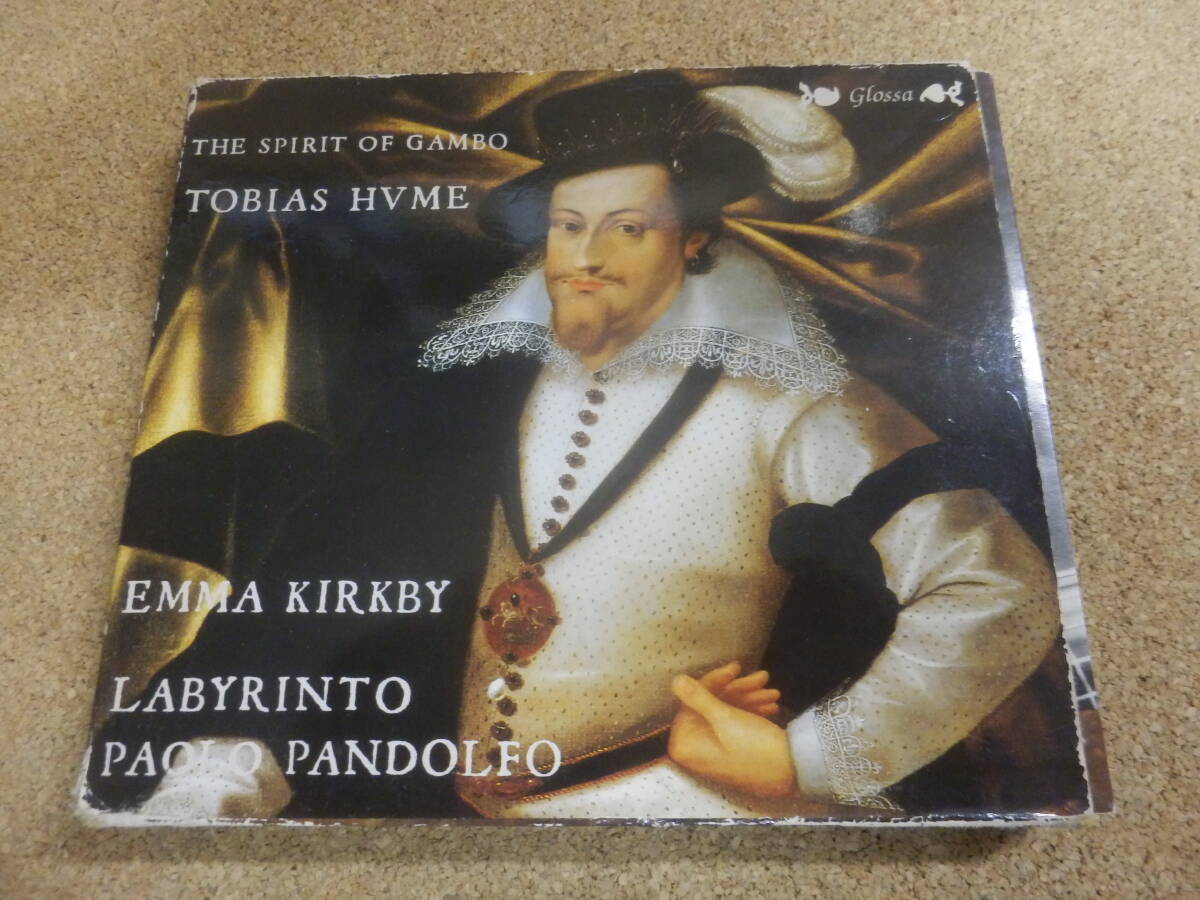 Glossa
THE SPIRIT OF GAMBO
TOBIAS HVME
EMMA KIRKBY
LABYRINTO
PAOLO PANDOLFO